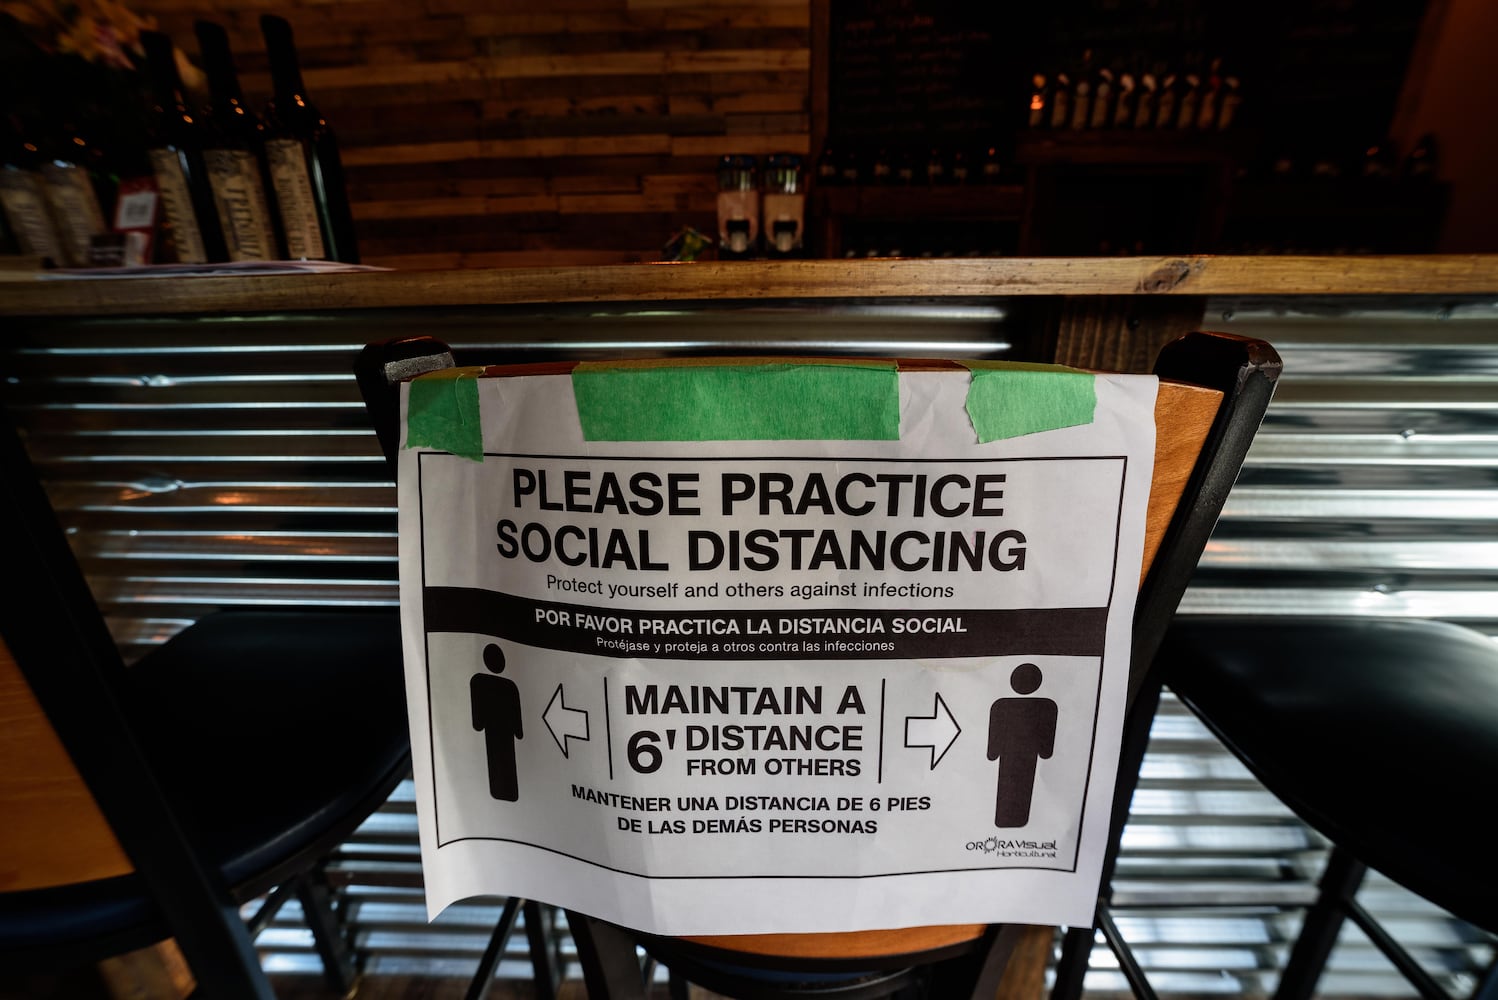 PLEASE PRACTICE
SOCIAL DISTANCING
Protect yourself and others against infections
POR FAVOR PRACTICA LA DISTANCIA SOCIAL
Protéjase y proteja a otros contra las infecciones
MAINTAIN A
6' DISTANCE
FROM OTHERS
MANTENER UNA DISTANCIA DE 6 PIES
DE LAS DEMÁS PERSONAS
ORORA Visual
Horticultural